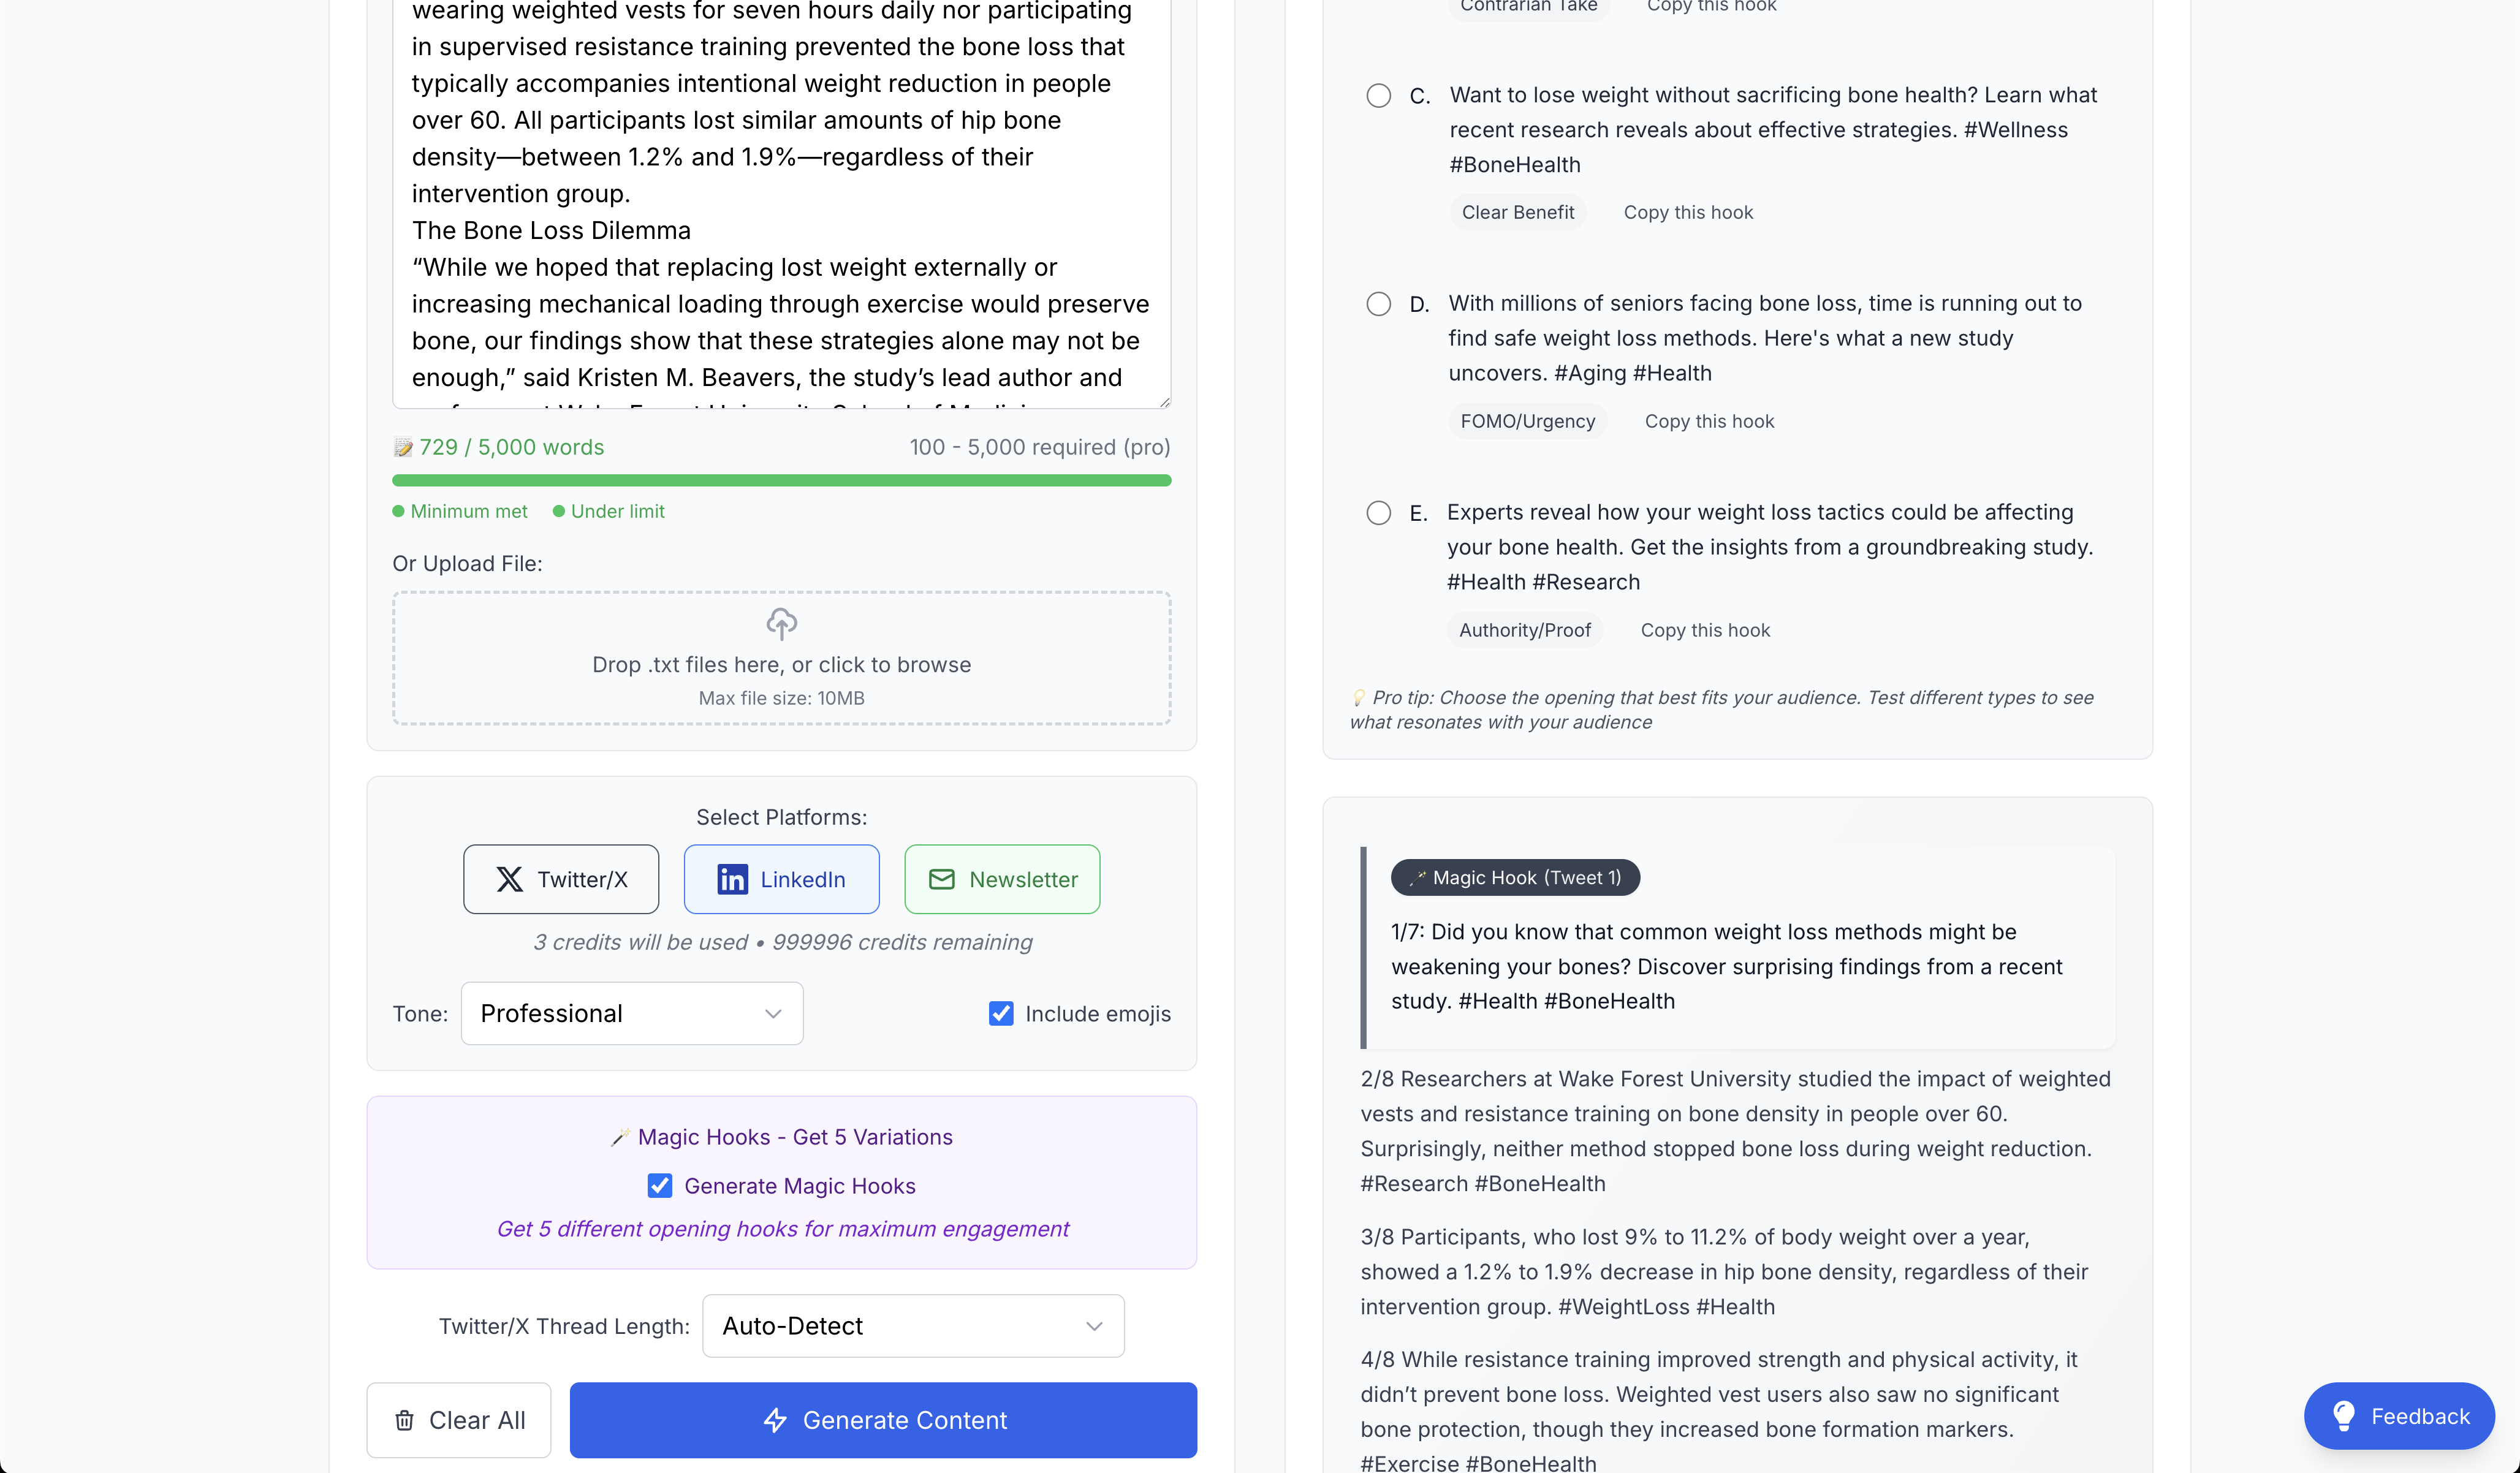 wearing weighted vests for seven hours daily nor participating
in supervised resistance training prevented the bone loss that
typically accompanies intentional weight reduction in people
over 60. All participants lost similar amounts of hip bone
density—between 1.2% and 1.9%—regardless of their
intervention group.
The Bone Loss Dilemma
“While we hoped that replacing lost weight externally or
increasing mechanical loading through exercise would preserve
bone, our findings show that these strategies alone may not be
enough,” said Kristen M. Beavers, the study’s lead author and
729 / 5,000 words
100 - 5,000 required (pro)
Minimum met
Under limit
Or Upload File:
Drop .txt files here, or click to browse
Max file size: 10MB
Select Platforms:
Twitter/X
LinkedIn
Newsletter
3 credits will be used • 999996 credits remaining
Tone:
Professional
Include emojis
Magic Hooks - Get 5 Variations
Generate Magic Hooks
Get 5 different opening hooks for maximum engagement
Twitter/X Thread Length:
Auto-Detect
Clear All
Generate Content
Contrarian Take
Copy this hook
C. Want to lose weight without sacrificing bone health? Learn what
recent research reveals about effective strategies. #Wellness
#BoneHealth
Clear Benefit
Copy this hook
D. With millions of seniors facing bone loss, time is running out to
find safe weight loss methods. Here's what a new study
uncovers. #Aging #Health
FOMO/Urgency
Copy this hook
E. Experts reveal how your weight loss tactics could be affecting
your bone health. Get the insights from a groundbreaking study.
#Health #Research
Authority/Proof
Copy this hook
Pro tip: Choose the opening that best fits your audience. Test different types to see
what resonates with your audience
Magic Hook (Tweet 1)
1/7: Did you know that common weight loss methods might be
weakening your bones? Discover surprising findings from a recent
study. #Health #BoneHealth
2/8 Researchers at Wake Forest University studied the impact of weighted
vests and resistance training on bone density in people over 60.
Surprisingly, neither method stopped bone loss during weight reduction.
#Research #BoneHealth
3/8 Participants, who lost 9% to 11.2% of body weight over a year,
showed a 1.2% to 1.9% decrease in hip bone density, regardless of their
intervention group. #WeightLoss #Health
4/8 While resistance training improved strength and physical activity, it
didn’t prevent bone loss. Weighted vest users also saw no significant
bone protection, though they increased bone formation markers.
#Exercise #BoneHealth
Feedback